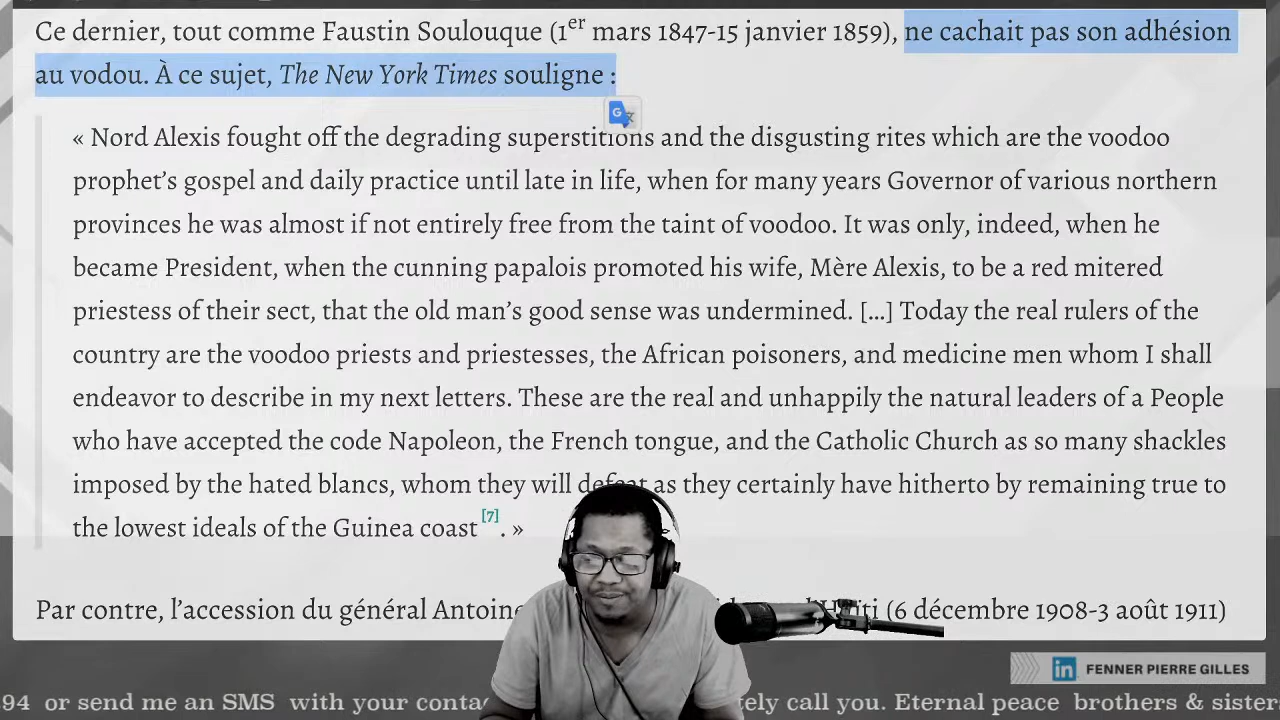 Ce dernier, tout comme Faustin Soulouque (1er mars 1847-15 janvier 1859), ne cachait pas son adhésion
au vodou. À ce sujet, The New York Times souligne :
« Nord Alexis fought off the degrading superstitions and the disgusting rites which are the voodoo
prophet’s gospel and daily practice until late in life, when for many years Governor of various northern
provinces he was almost if not entirely free from the taint of voodoo. It was only, indeed, when he
became President, when the cunning papalois promoted his wife, Mère Alexis, to be a red mitered
priestess of their sect, that the old man’s good sense was undermined. [...] Today the real rulers of the
country are the voodoo priests and priestesses, the African poisoners, and medicine men whom I shall
endeavor to describe in my next letters. These are the real and unhappily the natural leaders of a People
who have accepted the code Napoleon, the French tongue, and the Catholic Church as so many shackles
imposed by the hated blancs, whom they will defeat as they certainly have hitherto by remaining true to
the lowest ideals of the Guinea coast [7]. »
Par contre, l’accession du général Antoine (6 décembre 1908-3 août 1911)
in FENNER PIERRE GILLES
94 or send me an SMS with your call you. Eternal peace brothers &